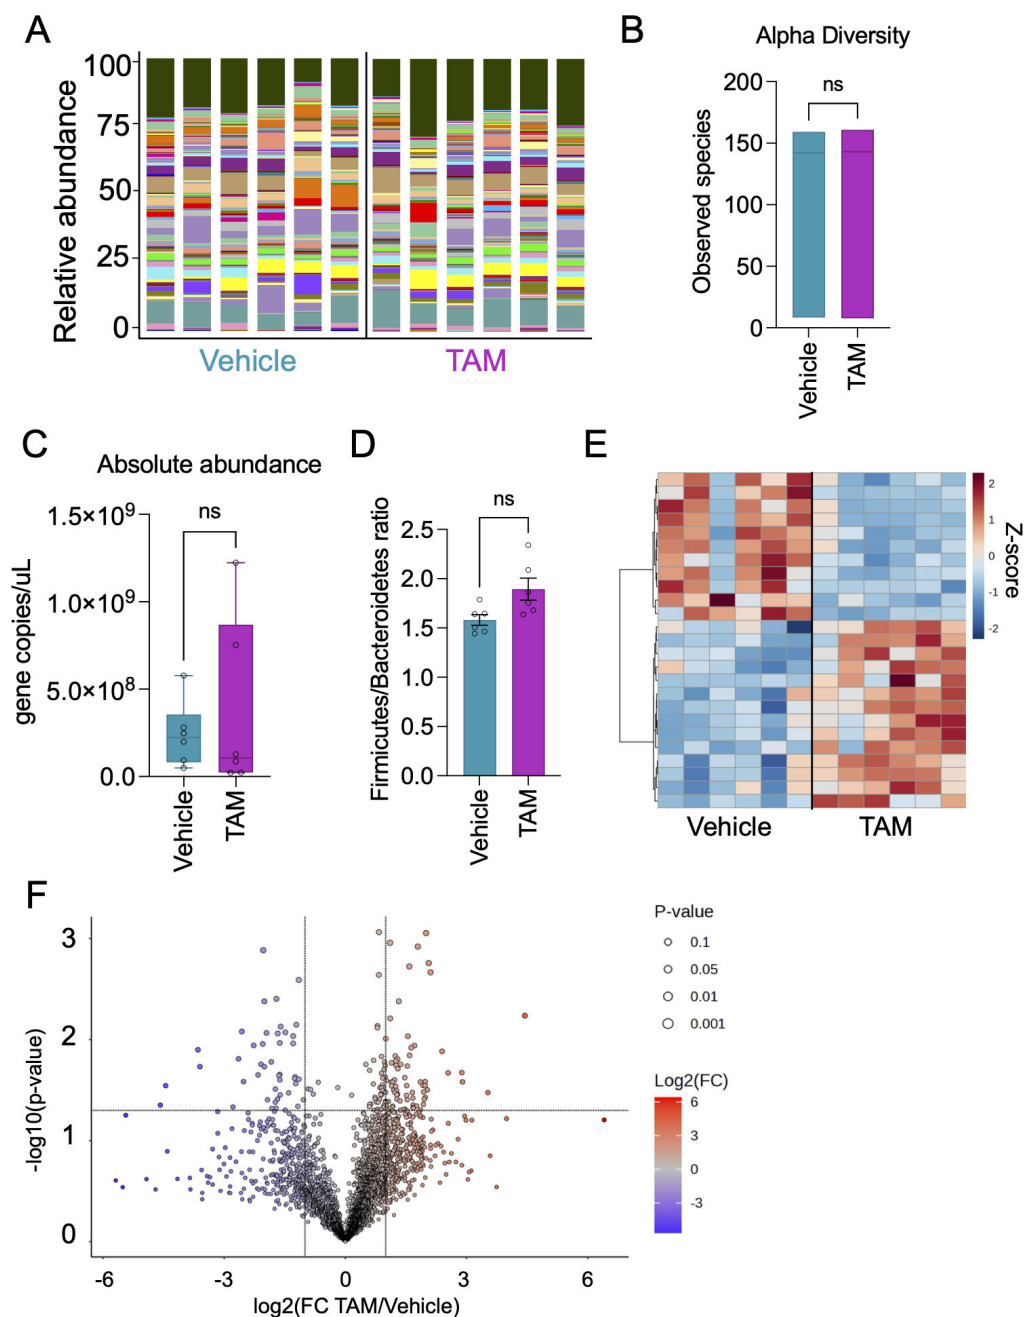 A
Relative abundance
100
75
50
25
0
Vehicle
TAM
B
Alpha Diversity
Observed species
200
150
100
50
0
ns
Vehicle
TAM
C
Absolute abundance
gene copies/uL
1.5×10⁹
1.0×10⁹
5.0×10⁸
0.0
ns
Vehicle
TAM
D
Firmicutes/Bacteroidetes ratio
2.5
2.0
1.5
1.0
0.5
0.0
ns
Vehicle
TAM
E
2
1
0
-1
-2
Z-score
Vehicle
TAM
F
-log10(p-value)
3
2
1
0
-6
-3
0
3
6
log2(FC TAM/Vehicle)
P-value
0.1
0.05
0.01
0.001
Log2(FC)
6
3
0
-3